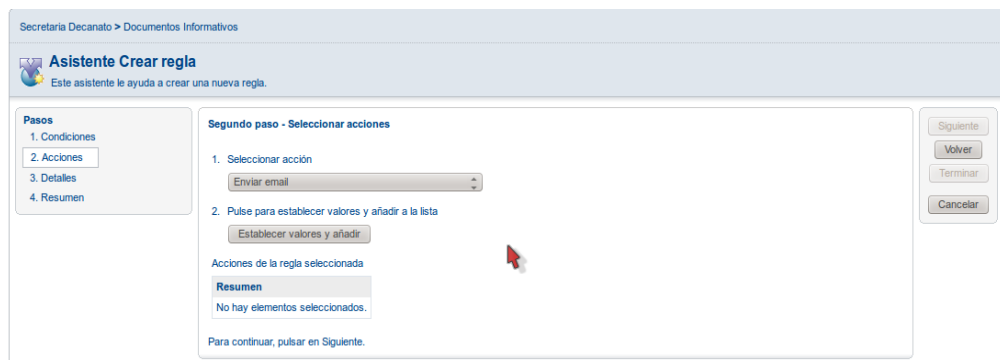 Secretaria Decanato > Documentos Informativos
Asistente Crear regla
Este asistente le ayuda a crear una nueva regla.
Pasos
1. Condiciones
2. Acciones
3. Detalles
4. Resumen
Segundo paso - Seleccionar acciones
1. Seleccionar acción
Enviar email
2. Pulse para establecer valores y añadir a la lista
Establecer valores y añadir
Acciones de la regla seleccionada
Resumen
No hay elementos seleccionados.
Para continuar, pulsar en Siguiente.
Siguiente
Volver
Terminar
Cancelar